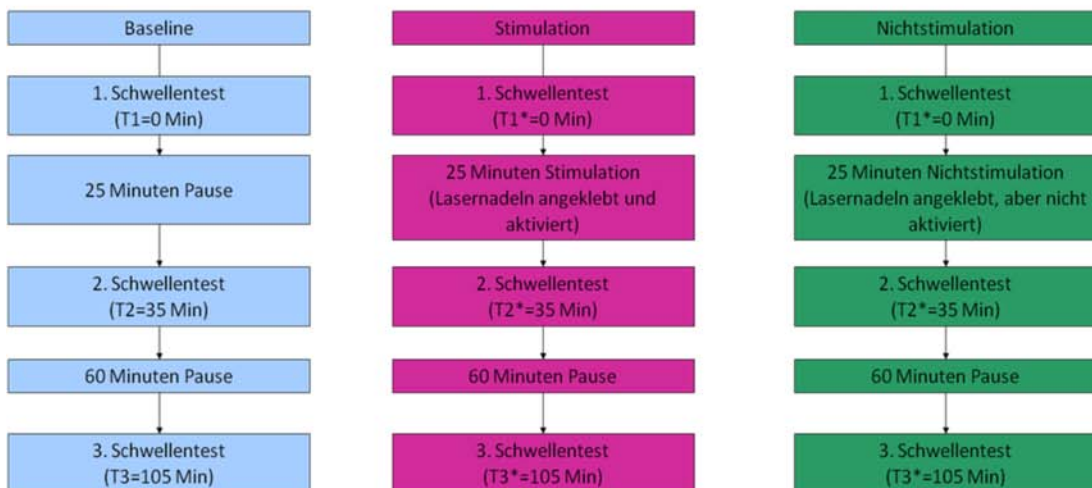 Baseline
1. Schwellentest
(T1=0 Min)
25 Minuten Pause
2. Schwellentest
(T2=35 Min)
60 Minuten Pause
3. Schwellentest
(T3=105 Min)
Stimulation
1. Schwellentest
(T1*=0 Min)
25 Minuten Stimulation
(Lasernadeln angeklebt und
aktiviert)
2. Schwellentest
(T2*=35 Min)
60 Minuten Pause
3. Schwellentest
(T3*=105 Min)
Nichtstimulation
1. Schwellentest
(T1*=0 Min)
25 Minuten Nichtstimulation
(Lasernadeln angeklebt, aber nicht
aktiviert)
2. Schwellentest
(T2*=35 Min)
60 Minuten Pause
3. Schwellentest
(T3*=105 Min)